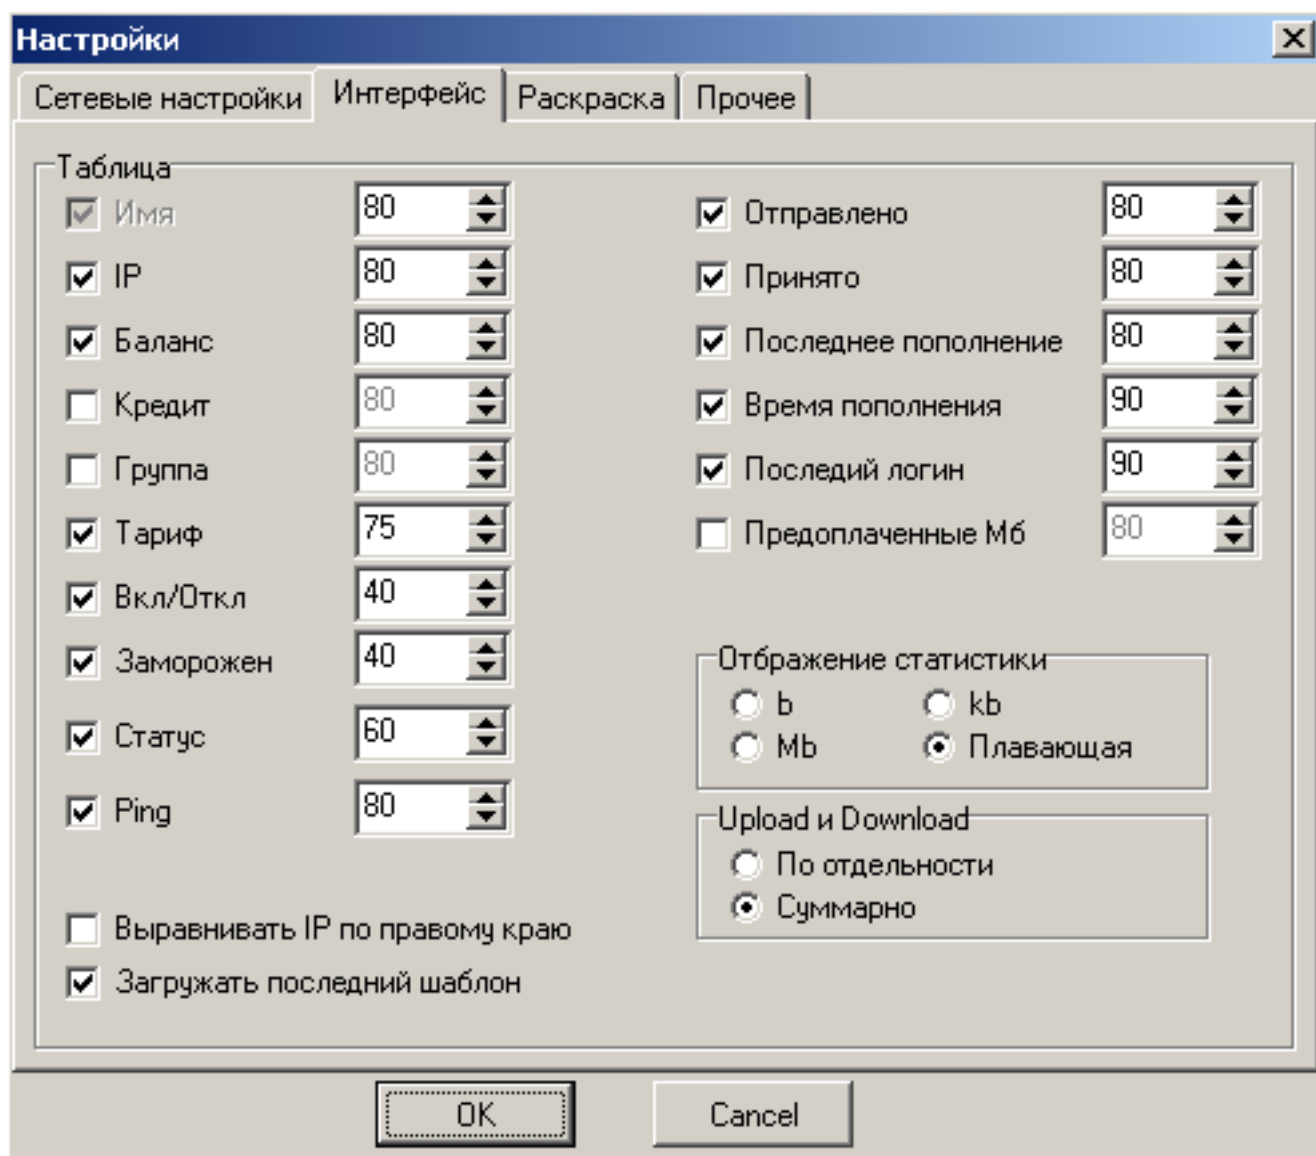 Настройки
Сетевые настройки Интерфейс Раскраска Прочее
Таблица
Имя 80 Отправлено 80
IP 80 Принято 80
Баланс 80 Последнее пополнение 80
Кредит 80 Время пополнения 90
Группа 80 Последий логин 90
Тариф 75 Предоплаченные Мб 80
Вкл/Откл 40
Заморожен 40 Отбражение статистики
b kb
Статус 60 Mb Плавающая
Ping 80 Upload и Download
По отдельности
Суммарно
Выравнивать IP по правому краю
Загружать последний шаблон
OK Cancel